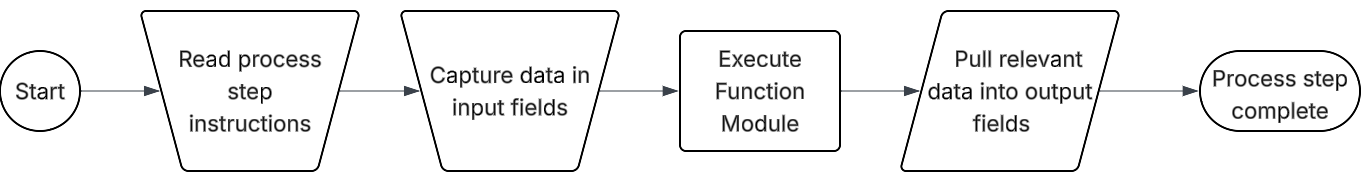 Start
Read process
step
instructions
Capture data in
input fields
Execute
Function
Module
Pull relevant
data into output
fields
Process step
complete